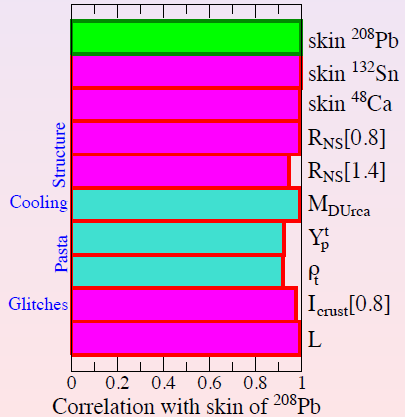 skin ²⁰⁸Pb
skin ¹³²Sn
skin ⁴⁸Ca
R_NS[0.8]
R_NS[1.4]
M_DUrca
Y_p^t
ρ_t
I_crust[0.8]
L
Structure
Cooling
Pasta
Glitches
0 0.2 0.4 0.6 0.8 1
Correlation with skin of ²⁰⁸Pb